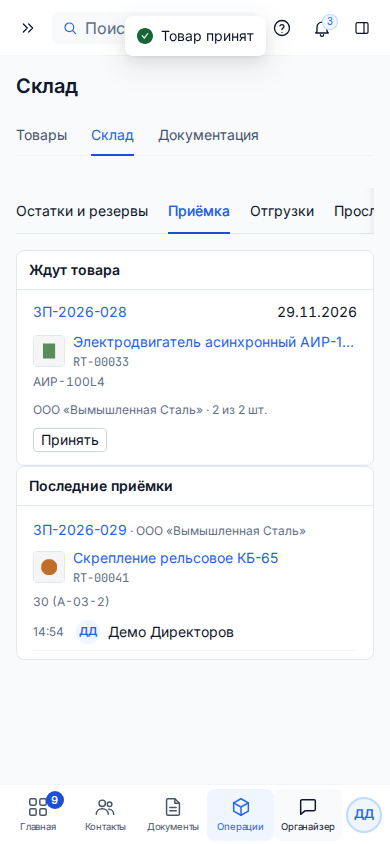 Поис
Товар принят
3
Склад
Товары
Склад
Документация
Остатки и резервы
Приёмка
Отгрузки
Просл
Ждут товара
ЗП-2026-028
29.11.2026
Электродвигатель асинхронный АИР-1...
RT-00033
АИР-100L4
ООО «Вымышленная Сталь» · 2 из 2 шт.
Принять
Последние приёмки
ЗП-2026-029 · ООО «Вымышленная Сталь»
Скрепление рельсовое КБ-65
RT-00041
30 (А-03-2)
14:54 ДД Демо Директоров
9
Главная
Контакты
Документы
Операции
Органайзер
ДД